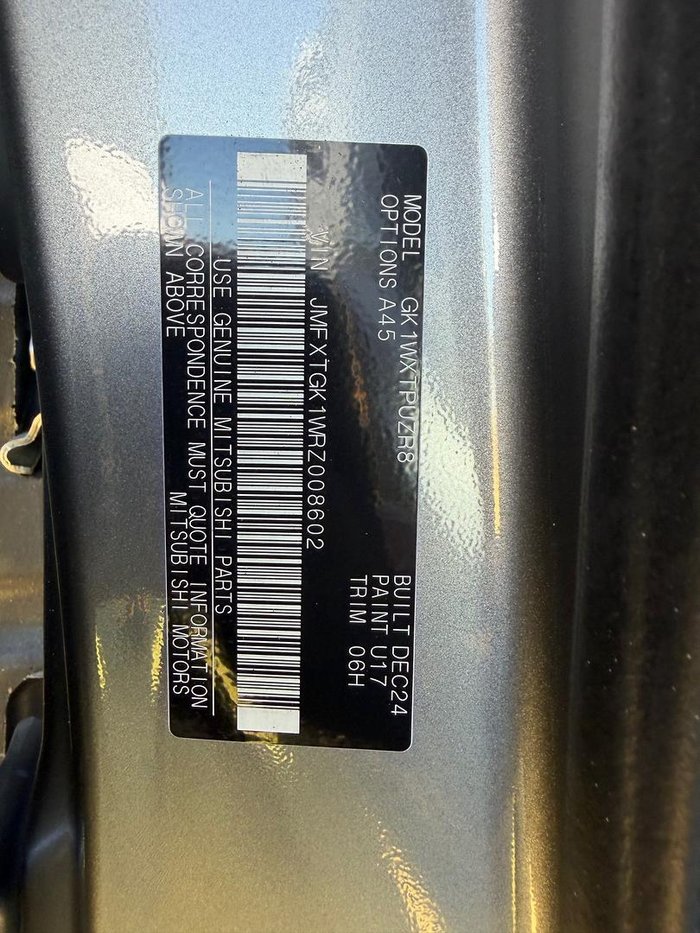 MODEL GK1WXTPUZR8 BUILT DEC24
OPTIONS A45 PAINT U17
TRIM 06H
VIN JMFXTGK1WRZ008602
USE GENUINE MITSUBISHI PARTS
ALL CORRESPONDENCE MUST QUOTE INFORMATION
SHOWN ABOVE MITSUBISHI MOTORS